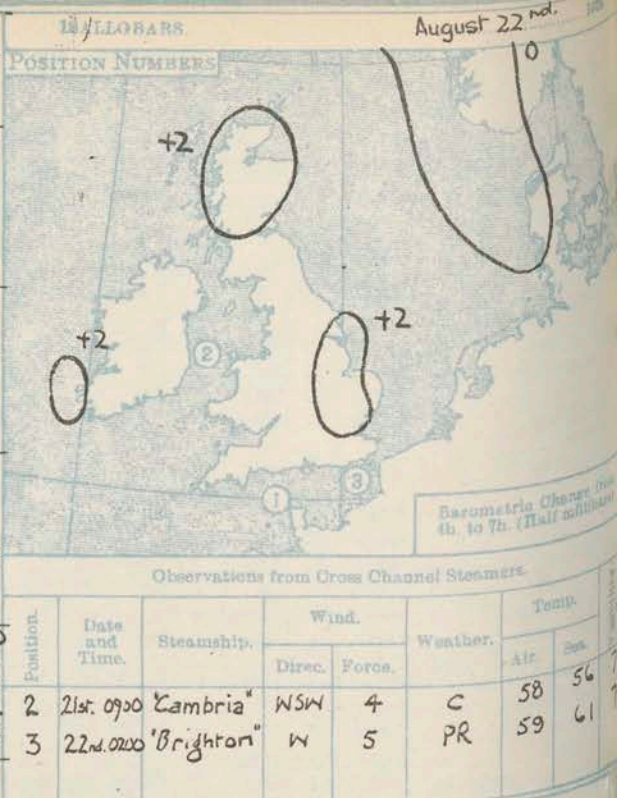 ISALLOBARS August 22nd.
POSITION NUMBERS
0
+2
+2
+2
2
1
3
Barometric Change
4h. to 7h. (Half
Observations from Cross Channel Steamers.
Position. Date and Time. Steamship. Wind. Weather. Temp.
Direc. Force. Air Sea
2 21st. 0900 "Cambria" WSW 4 C 58 56
3 22nd. 0200 "Brighton" W 5 PR 59 61